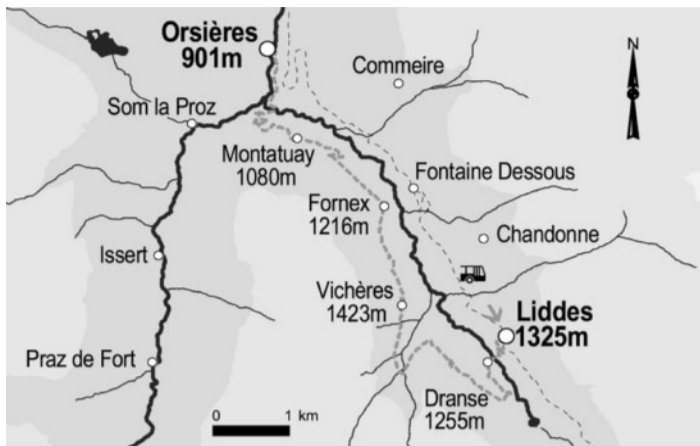 Orsières
901m
N
Commeire
Som la Proz
Montatuay
1080m
Fontaine Dessous
Fornex
1216m
Chandonne
Issert
Vichères
1423m
Liddes
1325m
Praz de Fort
Dranse
1255m
0 1 km